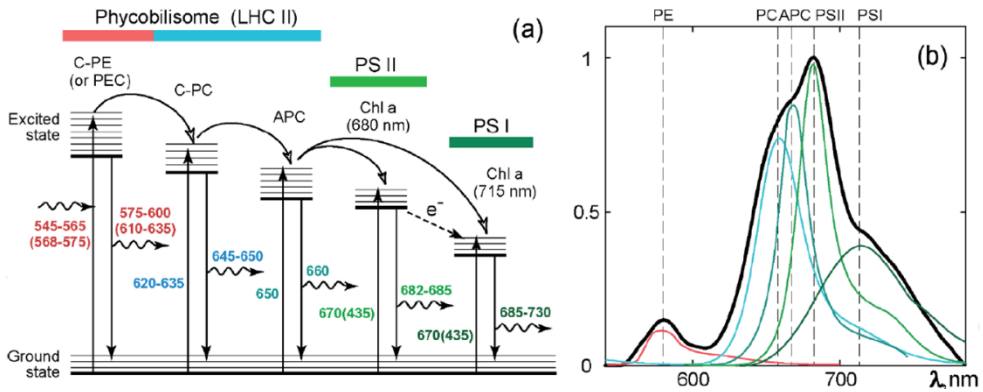 Phycobilisome (LHC II)
(a)
C-PE
(or PEC)
C-PC
APC
PS II
Chl a
(680 nm)
PS I
Chl a
(715 nm)
Excited
state
e⁻
545-565
(568-575)
575-600
(610-635)
620-635
645-650
650
660
670(435)
682-685
670(435)
685-730
Ground
state
PE
PC
APC
PSII
PSI
(b)
1
0.5
0
600
700
λ, nm